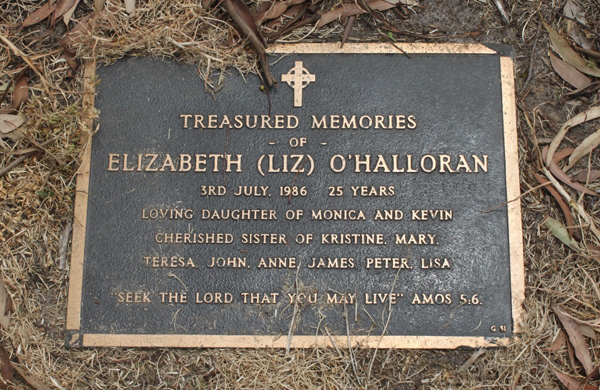 TREASURED MEMORIES
- OF -
ELIZABETH (LIZ) O'HALLORAN
3RD JULY, 1986 25 YEARS
LOVING DAUGHTER OF MONICA AND KEVIN
CHERISHED SISTER OF KRISTINE, MARY,
TERESA, JOHN, ANNE, JAMES, PETER, LISA
"SEEK THE LORD THAT YOU MAY LIVE" AMOS 5:6.